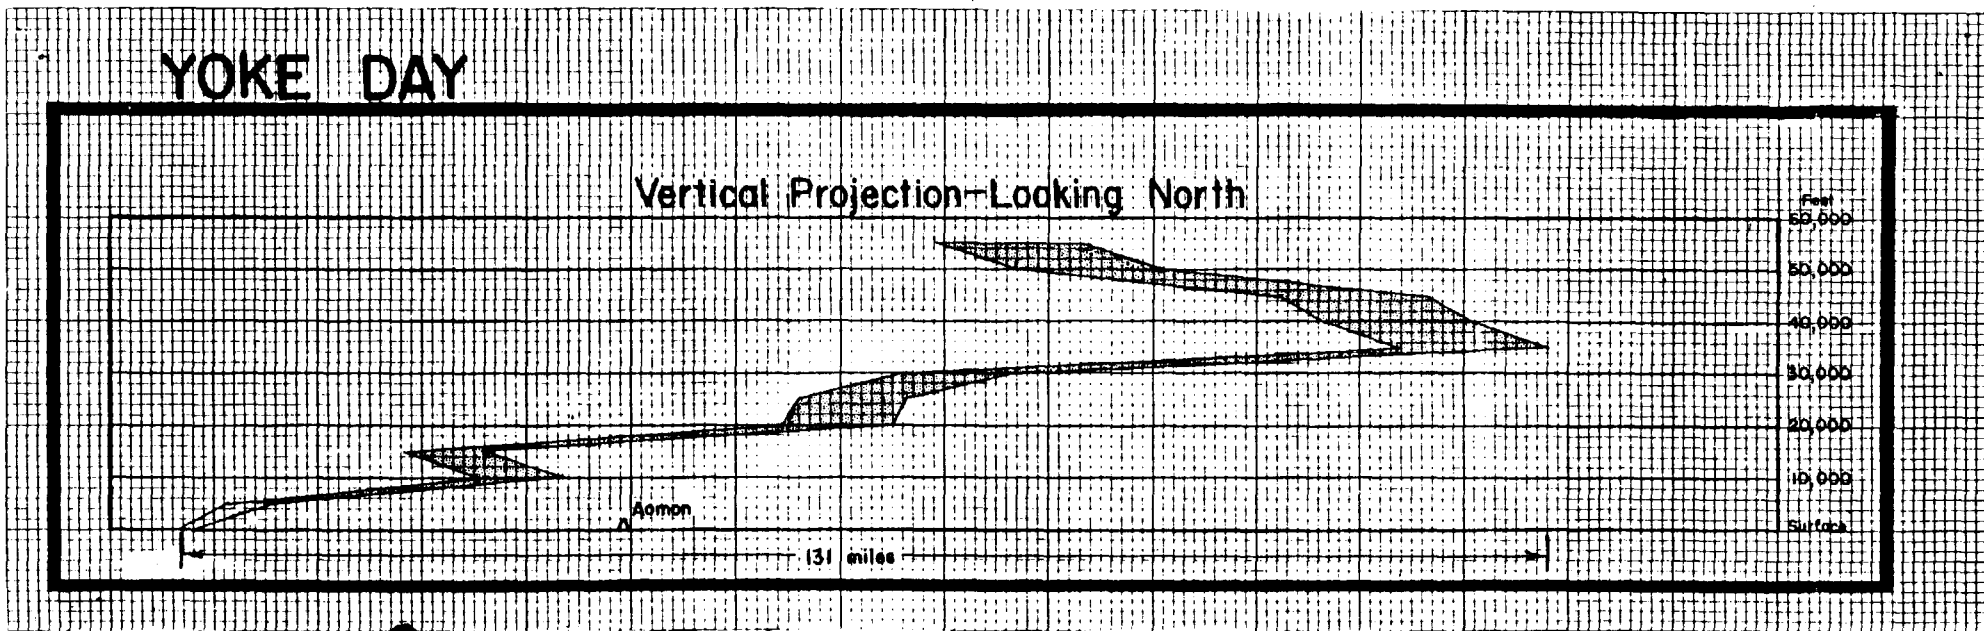 YOKE DAY
Vertical Projection-Looking North
Feet
60,000
50,000
40,000
30,000
20,000
10,000
Aomon
Surface
131 miles